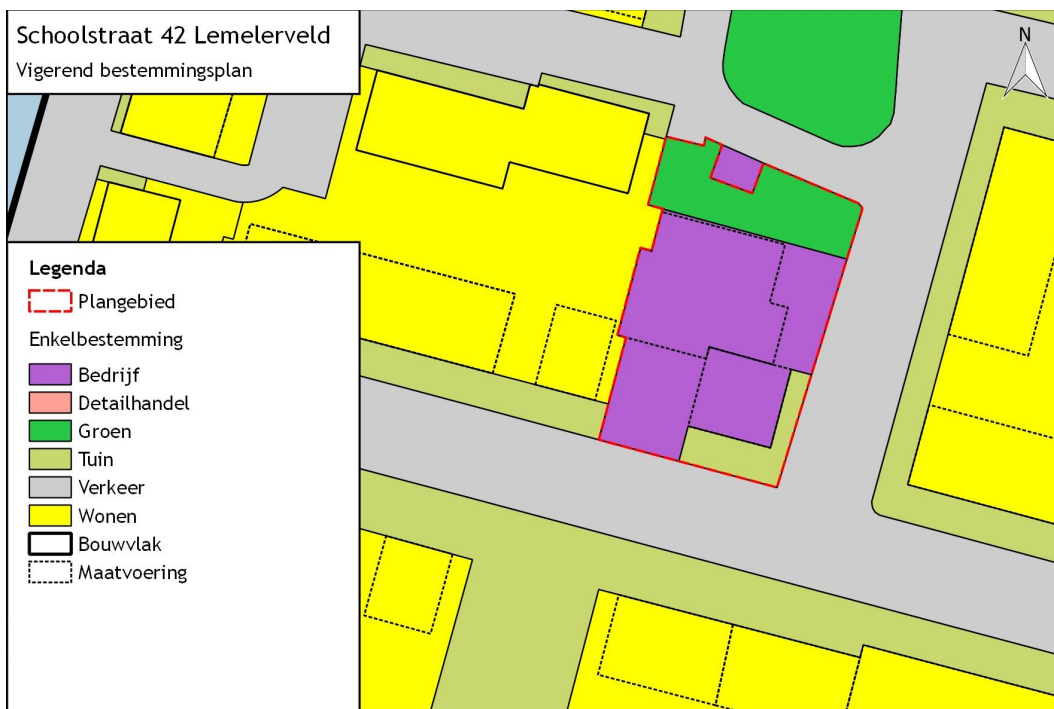 Schoolstraat 42 Lemelerveld
Vigerend bestemmingsplan
N
Legenda
Plangebied
Enkelbestemming
Bedrijf
Detailhandel
Groen
Tuin
Verkeer
Wonen
Bouwvlak
Maatvoering